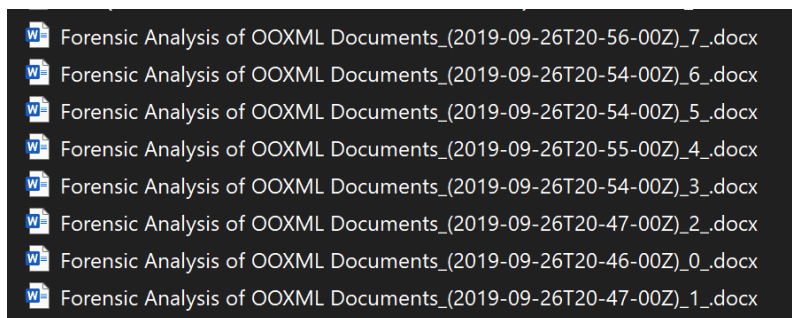 Forensic Analysis of OOXML Documents_(2019-09-26T20-56-00Z)_7_.docx
Forensic Analysis of OOXML Documents_(2019-09-26T20-54-00Z)_6_.docx
Forensic Analysis of OOXML Documents_(2019-09-26T20-54-00Z)_5_.docx
Forensic Analysis of OOXML Documents_(2019-09-26T20-55-00Z)_4_.docx
Forensic Analysis of OOXML Documents_(2019-09-26T20-54-00Z)_3_.docx
Forensic Analysis of OOXML Documents_(2019-09-26T20-47-00Z)_2_.docx
Forensic Analysis of OOXML Documents_(2019-09-26T20-46-00Z)_0_.docx
Forensic Analysis of OOXML Documents_(2019-09-26T20-47-00Z)_1_.docx